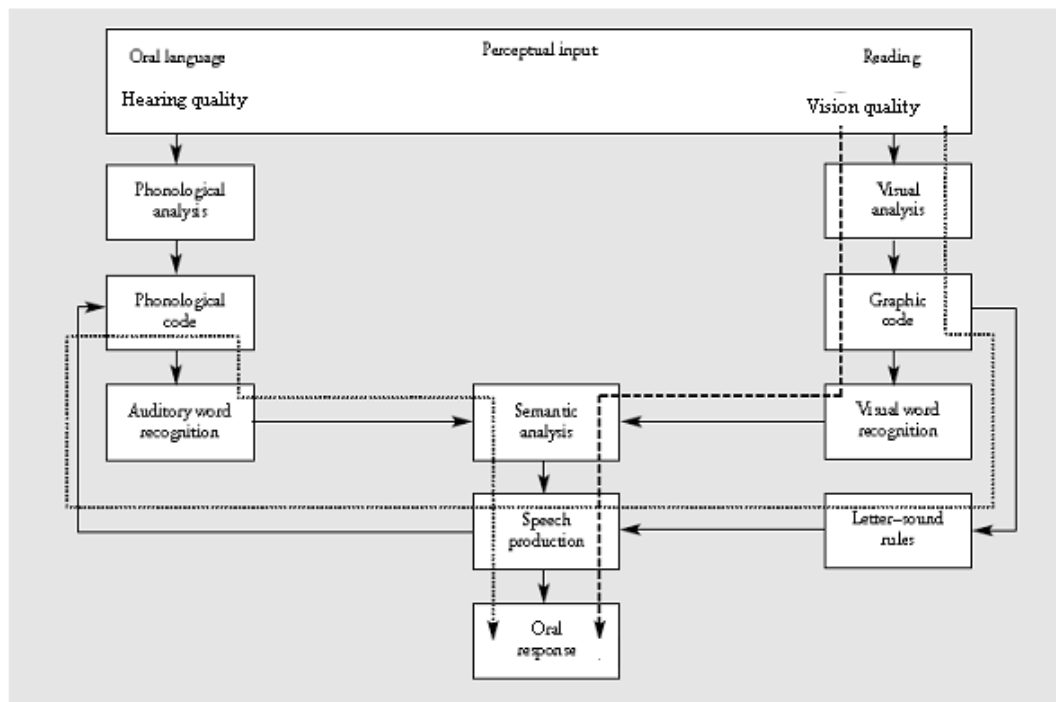 Oral language
Perceptual input
Reading
Hearing quality
Vision quality
Phonological
analysis
Visual
analysis
Phonological
code
Graphic
code
Auditory word
recognition
Semantic
analysis
Visual word
recognition
Speech
production
Letter–sound
rules
Oral
response